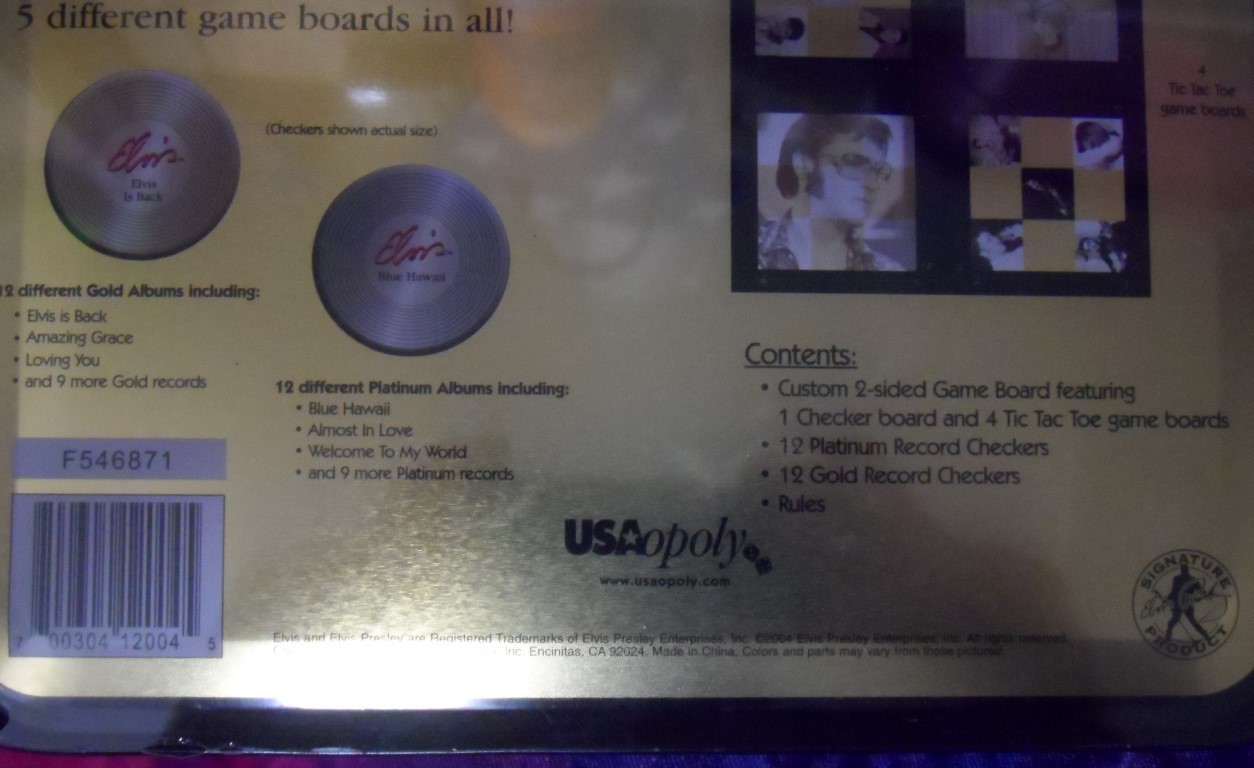 5 different game boards in all!
Elvis
Elvis
Is Back
(Checkers shown actual size)
Elvis
Blue Hawaii
4
Tic Tac Toe
game boards
12 different Gold Albums including:
• Elvis is Back
• Amazing Grace
• Loving You
• and 9 more Gold records
12 different Platinum Albums including:
• Blue Hawaii
• Almost In Love
• Welcome To My World
• and 9 more Platinum records
Contents:
• Custom 2-sided Game Board featuring
1 Checker board and 4 Tic Tac Toe game boards
• 12 Platinum Record Checkers
• 12 Gold Record Checkers
• Rules
F546871
7 00304 12004 5
USAopoly
www.usaopoly.com
SIGNATURE
Elvis
PRODUCT
Elvis and Elvis Presley are Registered Trademarks of Elvis Presley Enterprises, Inc. ©2004 Elvis Presley Enterprises, Inc. All rights reserved.
Inc. Encinitas, CA 92024. Made in China. Colors and parts may vary from those pictured.